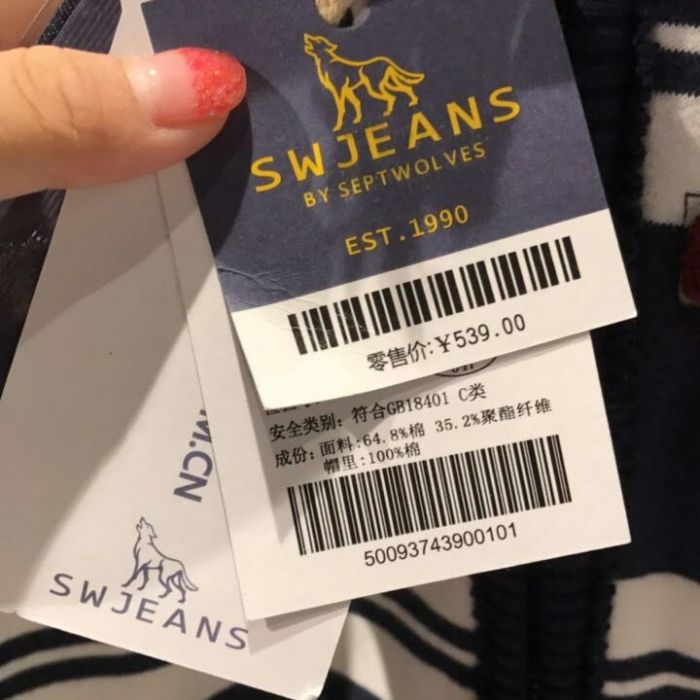 SWJEANS
BY SEPTWOLVES
EST.1990
零售价:¥539.00
安全类别: 符合GB18401 C类
成份: 面料:64.8%棉 35.2%聚酯纤维
帽里:100%棉
50093743900101
M.CN
SWJEANS